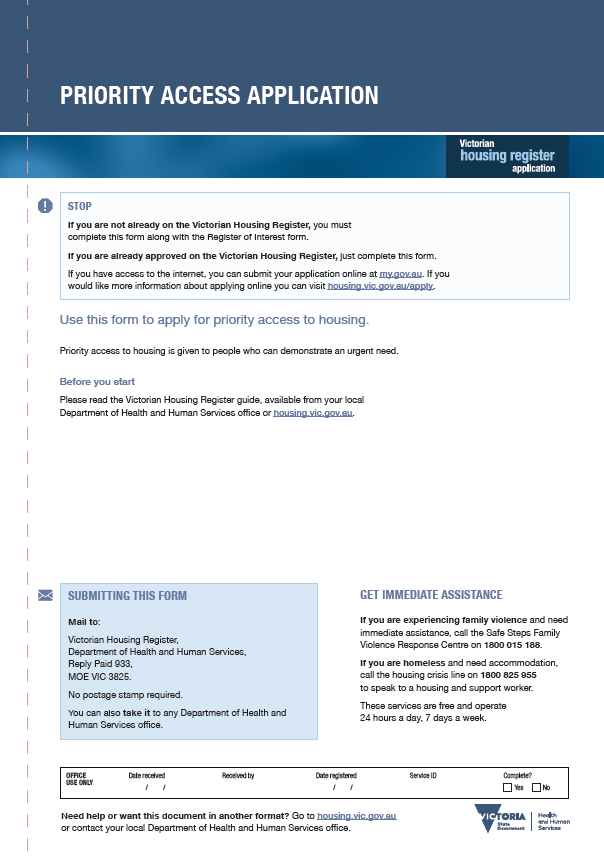 PRIORITY ACCESS APPLICATION
Victorian
housing register
application
STOP
If you are not already on the Victorian Housing Register, you must
complete this form along with the Register of Interest form.
If you are already approved on the Victorian Housing Register, just complete this form.
If you have access to the internet, you can submit your application online at my.gov.au. If you
would like more information about applying online you can visit housing.vic.gov.au/apply.
Use this form to apply for priority access to housing.
Priority access to housing is given to people who can demonstrate an urgent need.
Before you start
Please read the Victorian Housing Register guide, available from your local
Department of Health and Human Services office or housing.vic.gov.au.
SUBMITTING THIS FORM
Mail to:
Victorian Housing Register,
Department of Health and Human Services,
Reply Paid 933,
MOE VIC 3825.
No postage stamp required.
You can also take it to any Department of Health and
Human Services office.
GET IMMEDIATE ASSISTANCE
If you are experiencing family violence and need
immediate assistance, call the Safe Steps Family
Violence Response Centre on 1800 015 188.
If you are homeless and need accommodation,
call the housing crisis line on 1800 825 955
to speak to a housing and support worker.
These services are free and operate
24 hours a day, 7 days a week.
OFFICE
USE ONLY
Date received
/ /
Received by
Date registered
/ /
Service ID
Complete?
Yes No
Need help or want this document in another format? Go to housing.vic.gov.au
or contact your local Department of Health and Human Services office.
VICTORIA
State
Government
Health
and Human
Services